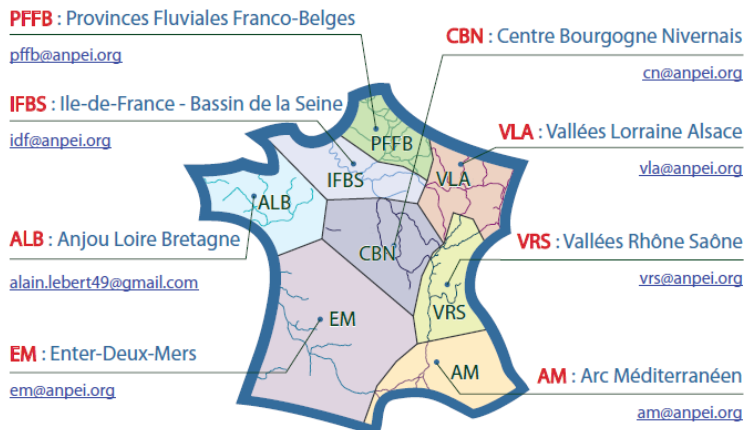 PFFB : Provinces Fluviales Franco-Belges
pffb@anpei.org
CBN : Centre Bourgogne Nivernais
cn@anpei.org
IFBS : Ile-de-France - Bassin de la Seine
idf@anpei.org
VLA : Vallées Lorraine Alsace
vla@anpei.org
ALB : Anjou Loire Bretagne
alain.lebert49@gmail.com
VRS : Vallées Rhône Saône
vrs@anpei.org
EM : Enter-Deux-Mers
em@anpei.org
AM : Arc Méditerranéen
am@anpei.org
PFFB
IFBS
VLA
ALB
CBN
VRS
EM
AM